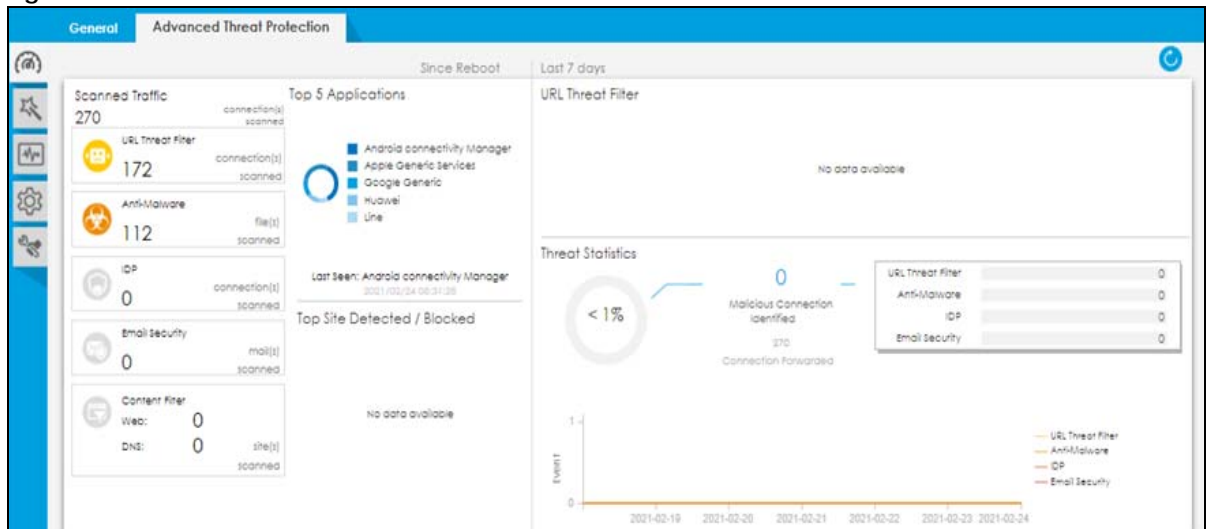 General
Advanced Threat Protection
Since Reboot
Last 7 days
Scanned Traffic
270
connection(s)
scanned
URL Threat Filter
172
connection(s)
scanned
Anti-Malware
112
file(s)
scanned
IDP
0
connection(s)
scanned
Email Security
0
mail(s)
scanned
Content Filter
Web: 0
DNS: 0
site(s)
scanned
Top 5 Applications
Android connectivity Manager
Apple Generic Services
Google Generic
Huawei
Line
Last Seen: Android connectivity Manager
2021/02/24 08:31:28
Top Site Detected / Blocked
No data available
URL Threat Filter
No data available
Threat Statistics
< 1%
0
Malicious Connection
Identified
270
Connection Forwarded
URL Threat Filter 0
Anti-Malware 0
IDP 0
Email Security 0
1
Event
0
2021-02-19 2021-02-20 2021-02-21 2021-02-22 2021-02-23 2021-02-24
URL Threat Filter
Anti-Malware
IDP
Email Security